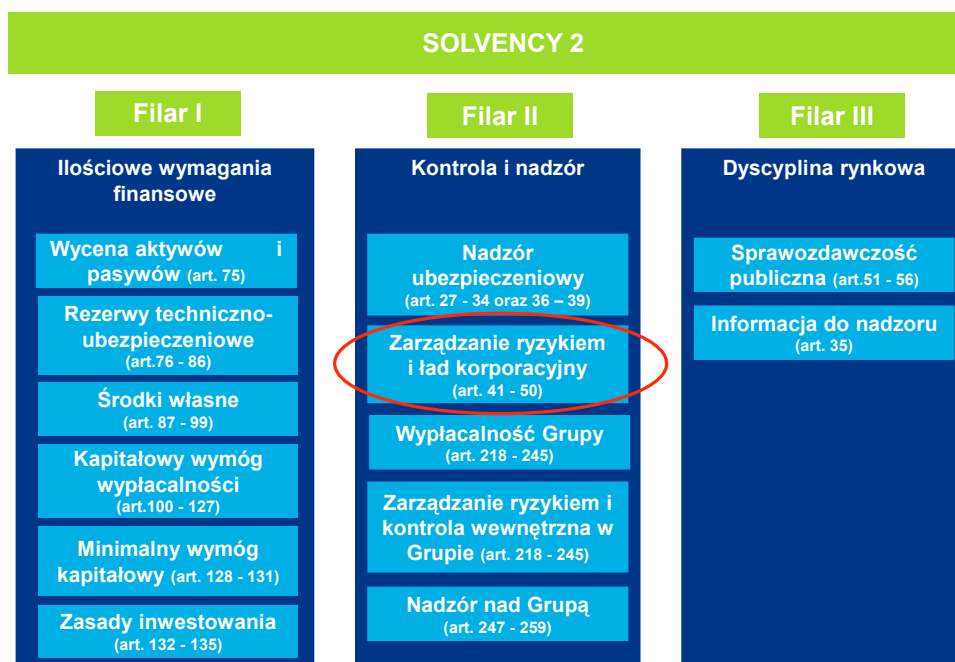 SOLVENCY 2
Filar I
Ilościowe wymagania
finansowe
Wycena aktywów i
pasywów (art. 75)
Rezerwy techniczno-
ubezpieczeniowe
(art.76 - 86)
Środki własne
(art. 87 - 99)
Kapitałowy wymóg
wypłacalności
(art.100 - 127)
Minimalny wymóg
kapitałowy (art. 128 - 131)
Zasady inwestowania
(art. 132 - 135)
Filar II
Kontrola i nadzór
Nadzór
ubezpieczeniowy
(art. 27 - 34 oraz 36 – 39)
Zarządzanie ryzykiem
i ład korporacyjny
(art. 41 - 50)
Wypłacalność Grupy
(art. 218 - 245)
Zarządzanie ryzykiem i
kontrola wewnętrzna w
Grupie (art. 218 - 245)
Nadzór nad Grupą
(art. 247 - 259)
Filar III
Dyscyplina rynkowa
Sprawozdawczość
publiczna (art.51 - 56)
Informacja do nadzoru
(art. 35)